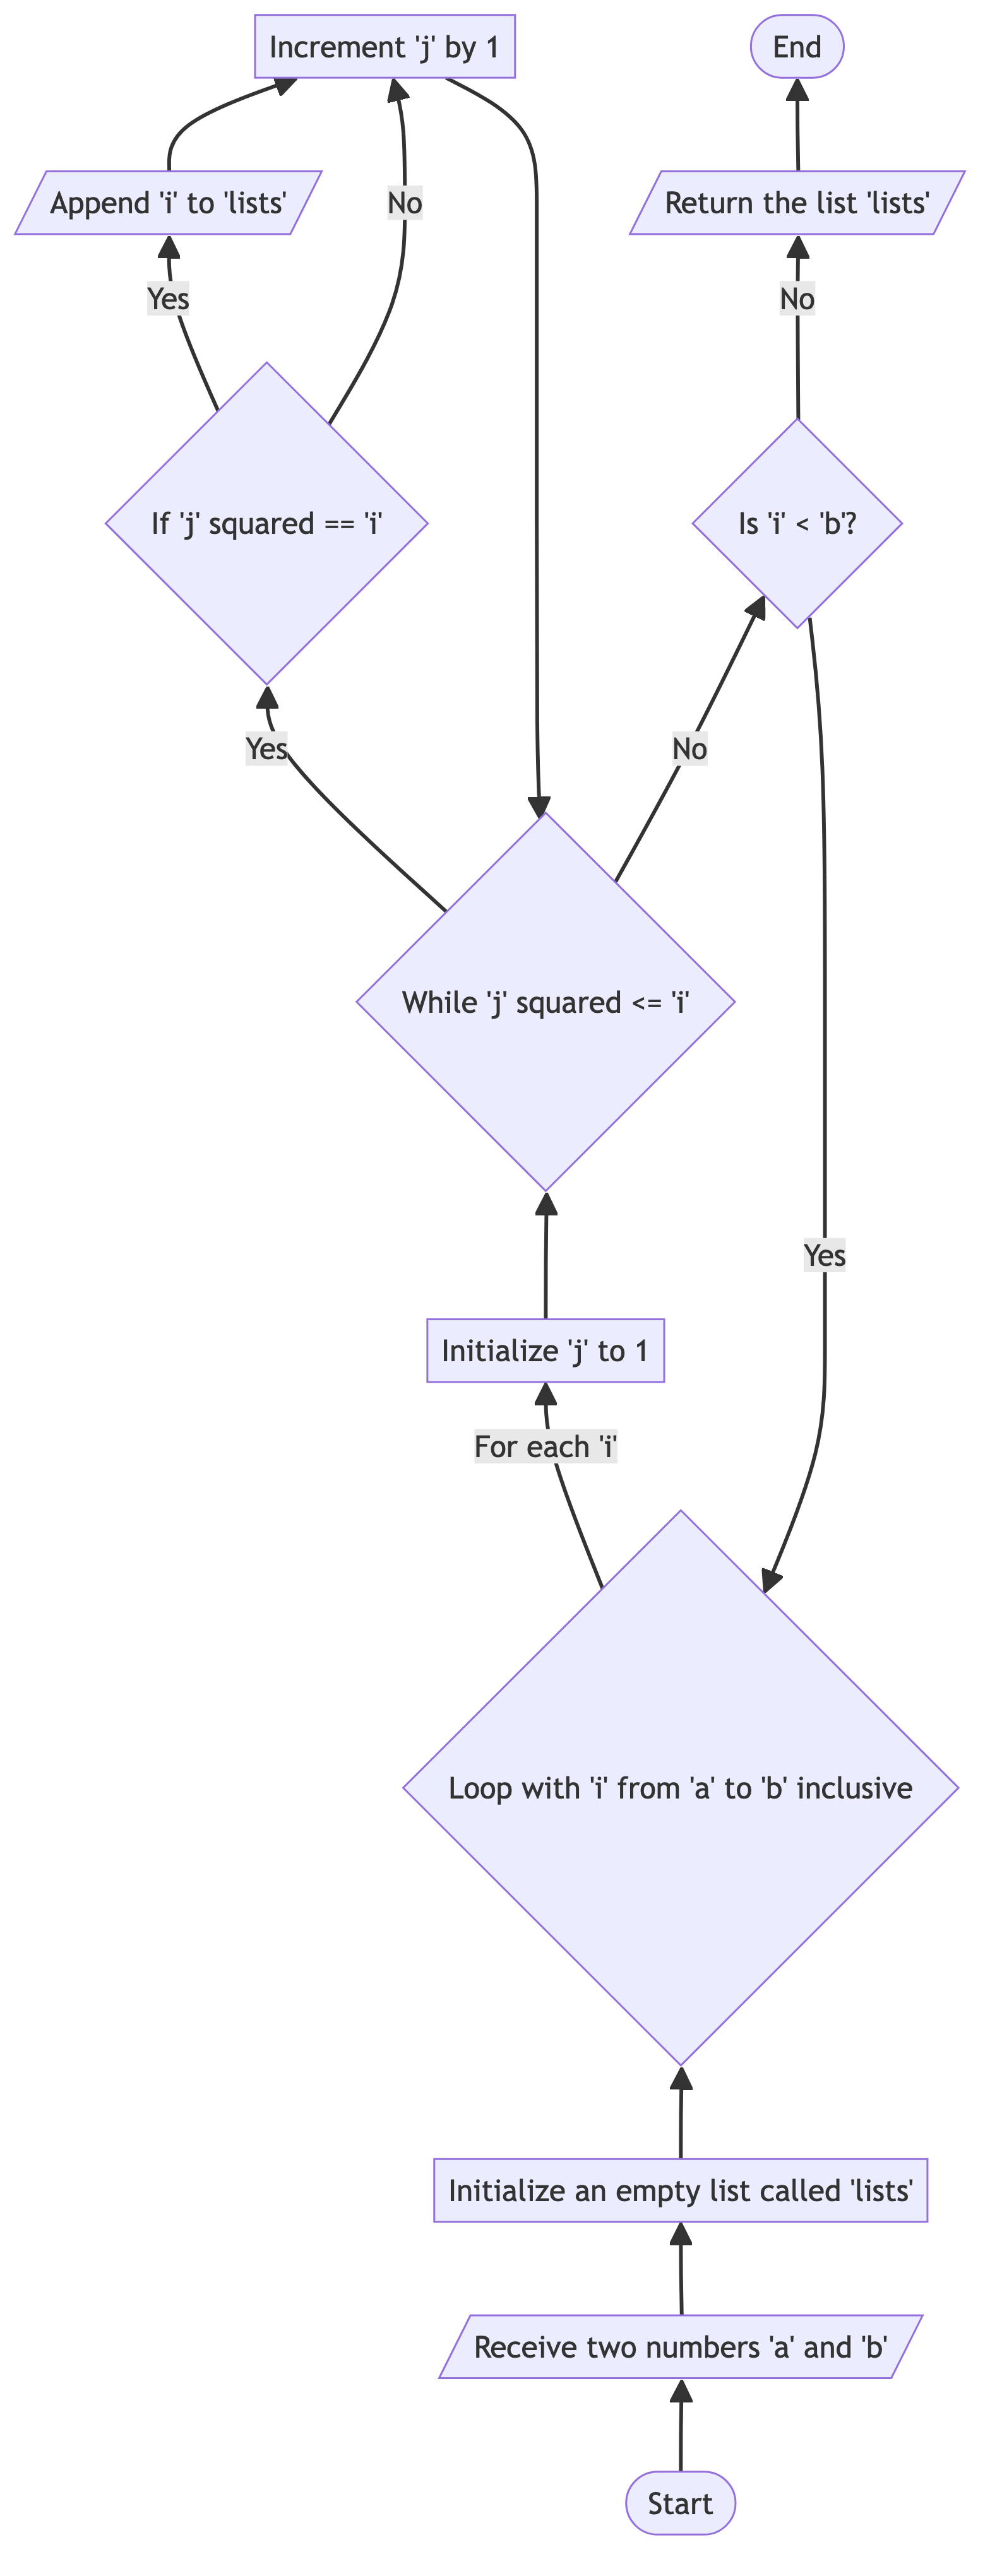 Increment 'j' by 1
End
Append 'i' to 'lists'
No
Return the list 'lists'
Yes
No
If 'j' squared == 'i'
Is 'i' < 'b'?
Yes
No
While 'j' squared <= 'i'
Yes
Initialize 'j' to 1
For each 'i'
Loop with 'i' from 'a' to 'b' inclusive
Initialize an empty list called 'lists'
Receive two numbers 'a' and 'b'
Start